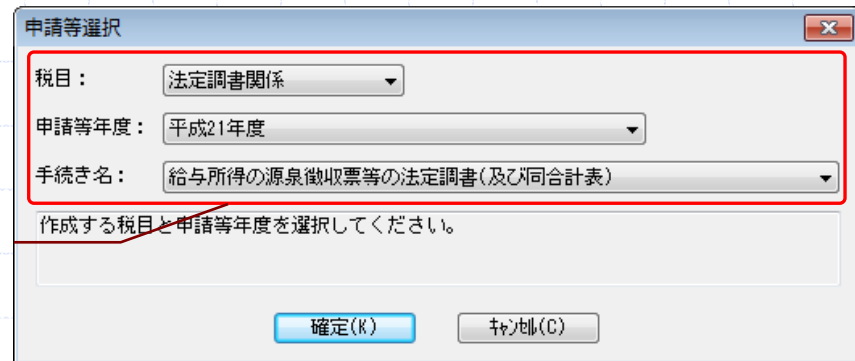 申請等選択
税目： 法定調書関係
申請等年度： 平成21年度
手続き名： 給与所得の源泉徴収票等の法定調書(及び同合計表)
作成する税目と申請等年度を選択してください。
確定(K) ｷｬﾝｾﾙ(C)